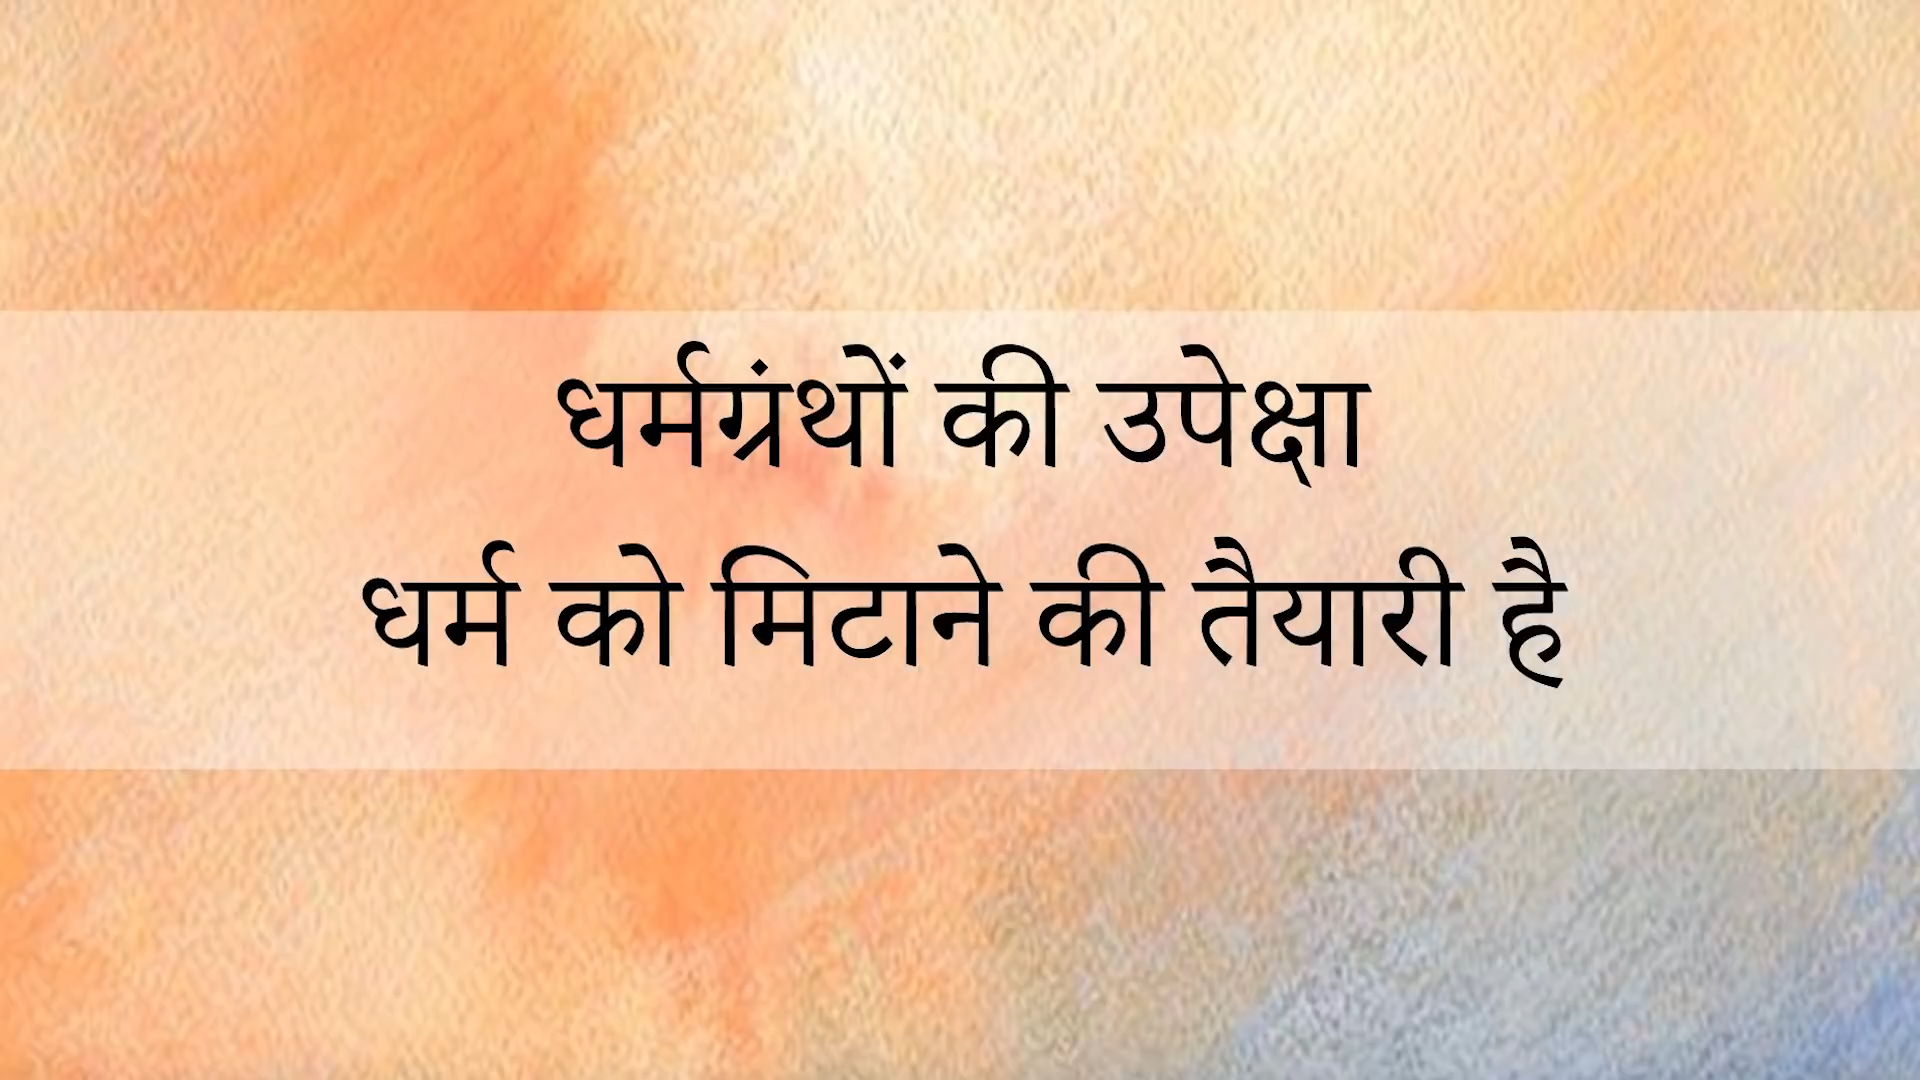 धर्मग्रंथों की उपेक्षा
धर्म को मिटाने की तैयारी है